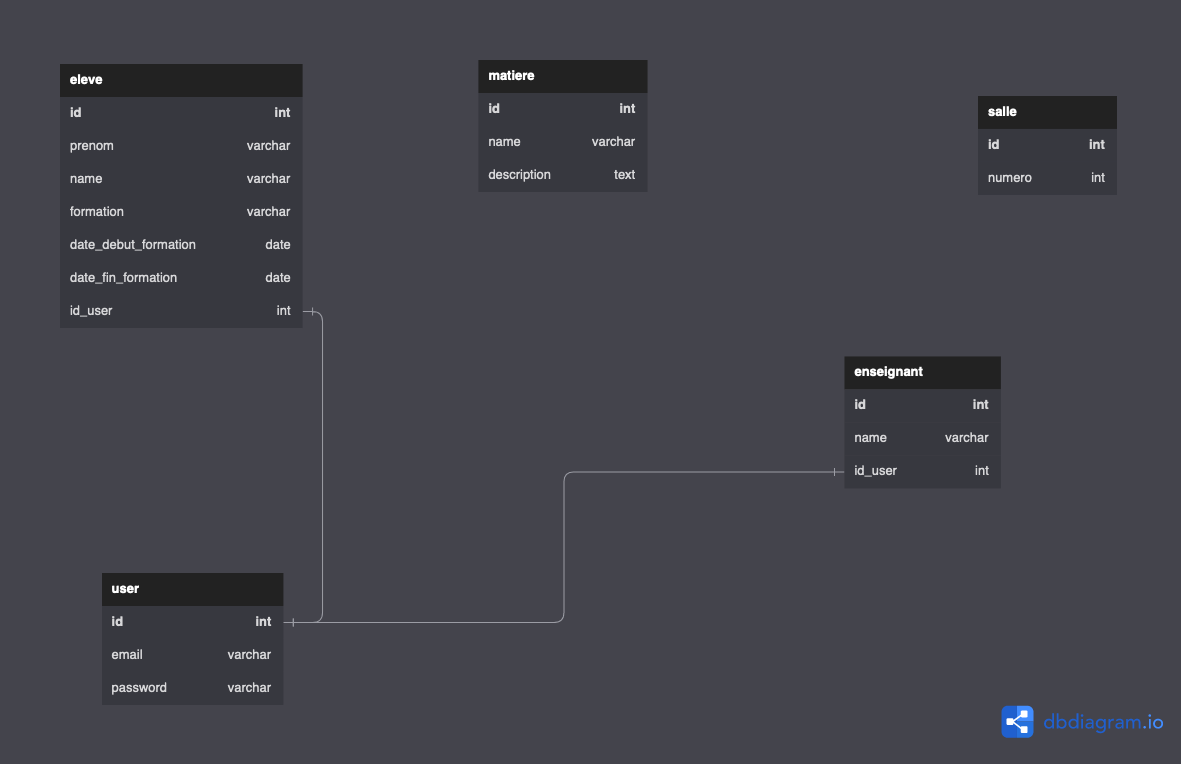 eleve
id int
prenom varchar
name varchar
formation varchar
date_debut_formation date
date_fin_formation date
id_user int
matiere
id int
name varchar
description text
salle
id int
numero int
enseignant
id int
name varchar
id_user int
user
id int
email varchar
password varchar
dbdiagram.io